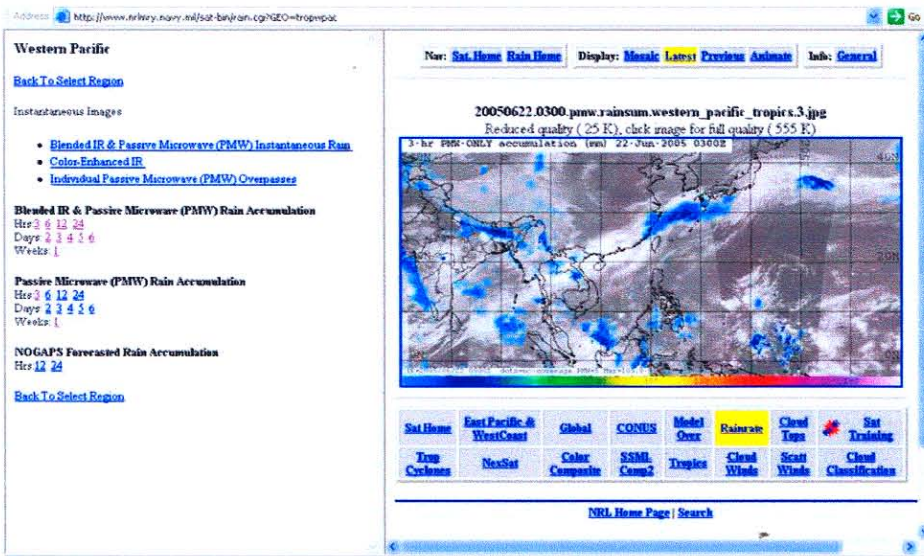 Address http://www.nrlmry.navy.mil/sat-bin/rain.cgi?GEO=tropwpac Go
Western Pacific
Back To Select Region
Instantaneous Images
Blended IR & Passive Microwave (PMW) Instantaneous Rain
Color-Enhanced IR
Individual Passive Microwave (PMW) Overpasses
Blended IR & Passive Microwave (PMW) Rain Accumulation
Hrs 3 6 12 24
Days: 2 3 4 5 6
Weeks: 1
Passive Microwave (PMW) Rain Accumulation
Hrs 3 6 12 24
Days: 2 3 4 5 6
Weeks: 1
NOGAPS Forecasted Rain Accumulation
Hrs 12 24
Back To Select Region
Nav: Sat. Home Rain Home Display: Mosaic Latest Previous Animate Info: General
20050622.0300.pmw.rainsum.western_pacific_tropics.3.jpg
Reduced quality ( 25 K), click image for full quality ( 555 K)
3-hr PMW-ONLY accumulation (mm) 22-Jun-2005 0300Z
40N
20N
Sat Home East Pacific & WestCoast Global CONUS Model Over Rainrate Cloud Tops Sat Training
Trop Cyclones NexSat Color Composite SSMI Comp2 Tropics Cloud Winds Scatt Winds Cloud Classification
NRL Home Page | Search